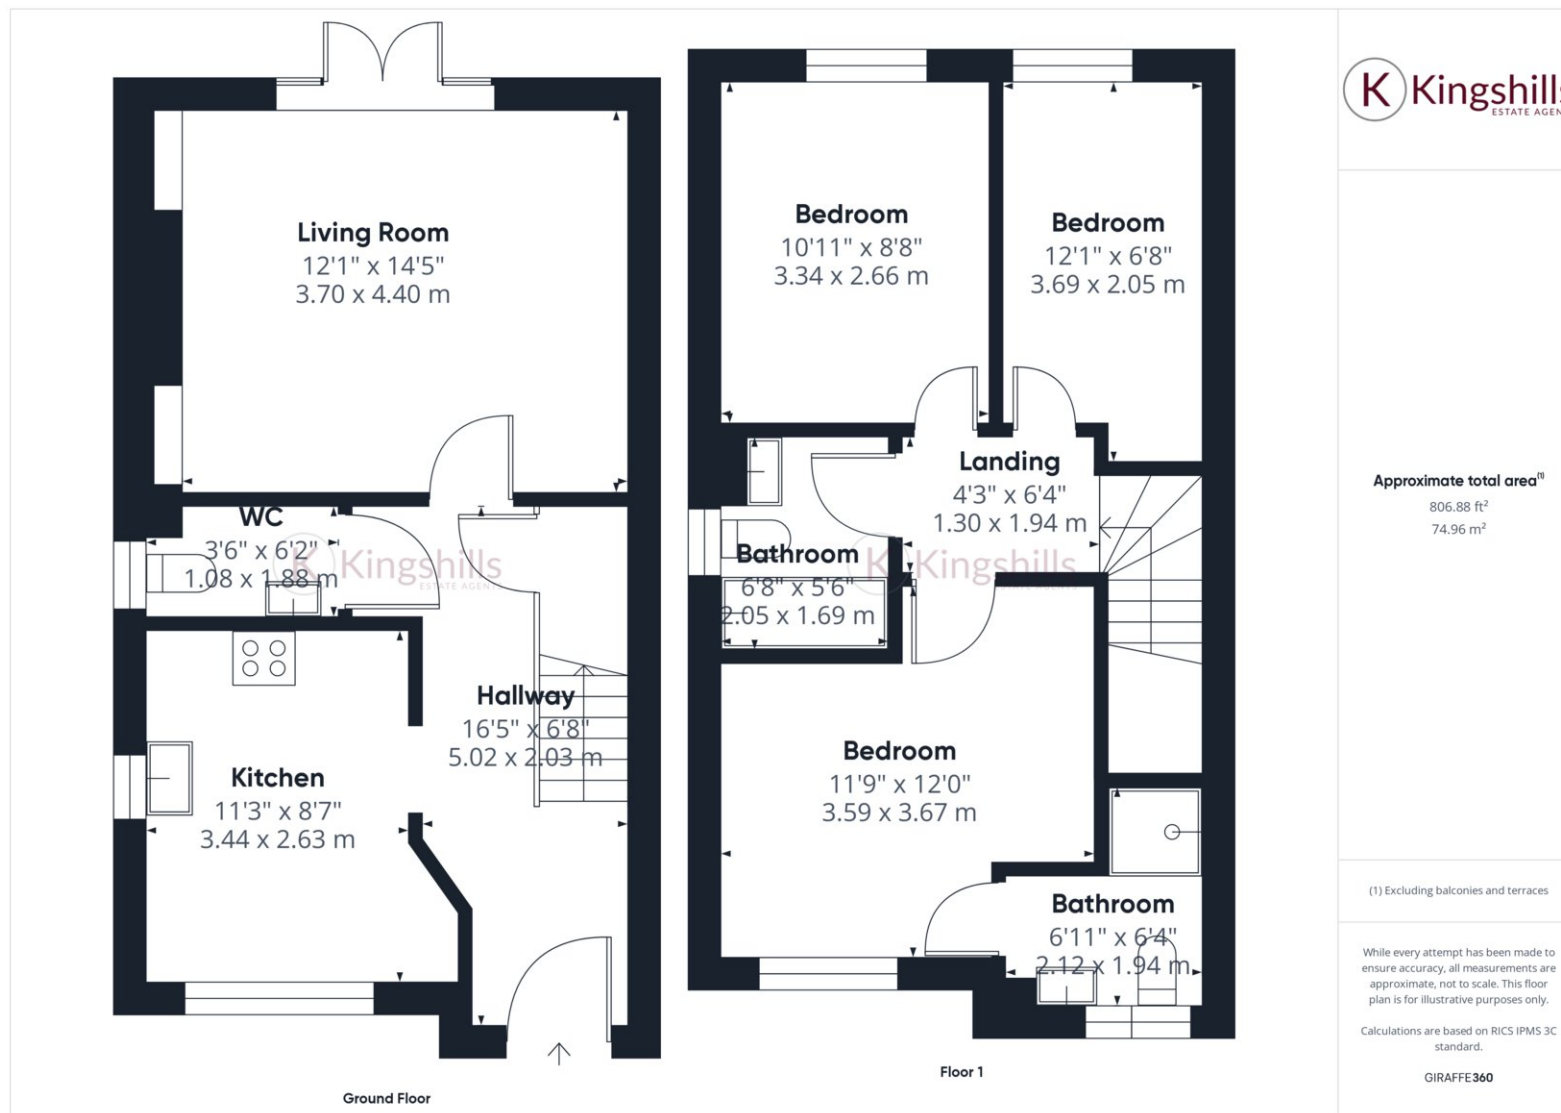 Living Room
12'1" x 14'5"
3.70 x 4.40 m
WC
3'6" x 6'2"
1.08 x 1.88 m
Kingshills
ESTATE AGENTS
Hallway
16'5" x 6'8"
5.02 x 2.03 m
Kitchen
11'3" x 8'7"
3.44 x 2.63 m
Ground Floor
Bedroom
10'11" x 8'8"
3.34 x 2.66 m
Bedroom
12'1" x 6'8"
3.69 x 2.05 m
Landing
4'3" x 6'4"
1.30 x 1.94 m
Bathroom
6'8" x 5'6"
2.05 x 1.69 m
K Kingshills
ESTATE AGENTS
Bedroom
11'9" x 12'0"
3.59 x 3.67 m
Bathroom
6'11" x 6'4"
2.12 x 1.94 m
Floor 1
K Kingshills
ESTATE AGEN
Approximate total area(1)
806.88 ft²
74.96 m²
(1) Excluding balconies and terraces
While every attempt has been made to
ensure accuracy, all measurements are
approximate, not to scale. This floor
plan is for illustrative purposes only.
Calculations are based on RICS IPMS 3C
standard.
GIRAFFE360